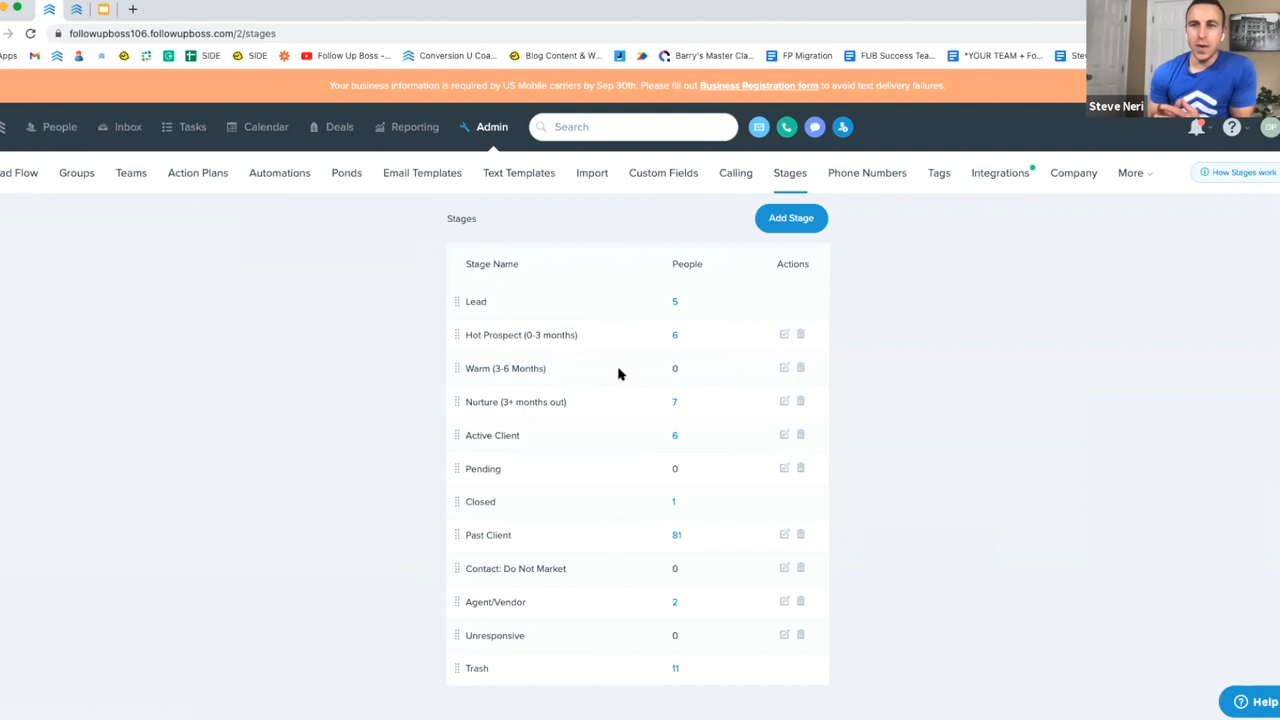 followupboss106.followupboss.com/2/stages
Apps SIDE SIDE Follow Up Boss -... Conversion U Coa... Blog Content & W... Barry's Master Cla... FP Migration FUB Success Tea... *YOUR TEAM + Fo... Ste
Your business information is required by US Mobile carriers by Sep 30th. Please fill out Business Registration form to avoid text delivery failures.
Steve Neri
People Inbox Tasks Calendar Deals Reporting Admin Search DP
ad Flow Groups Teams Action Plans Automations Ponds Email Templates Text Templates Import Custom Fields Calling Stages Phone Numbers Tags Integrations Company More How Stages work
Stages Add Stage
Stage Name People Actions
Lead 5
Hot Prospect (0-3 months) 6
Warm (3-6 Months) 0
Nurture (3+ months out) 7
Active Client 6
Pending 0
Closed 1
Past Client 81
Contact: Do Not Market 0
Agent/Vendor 2
Unresponsive 0
Trash 11
Help